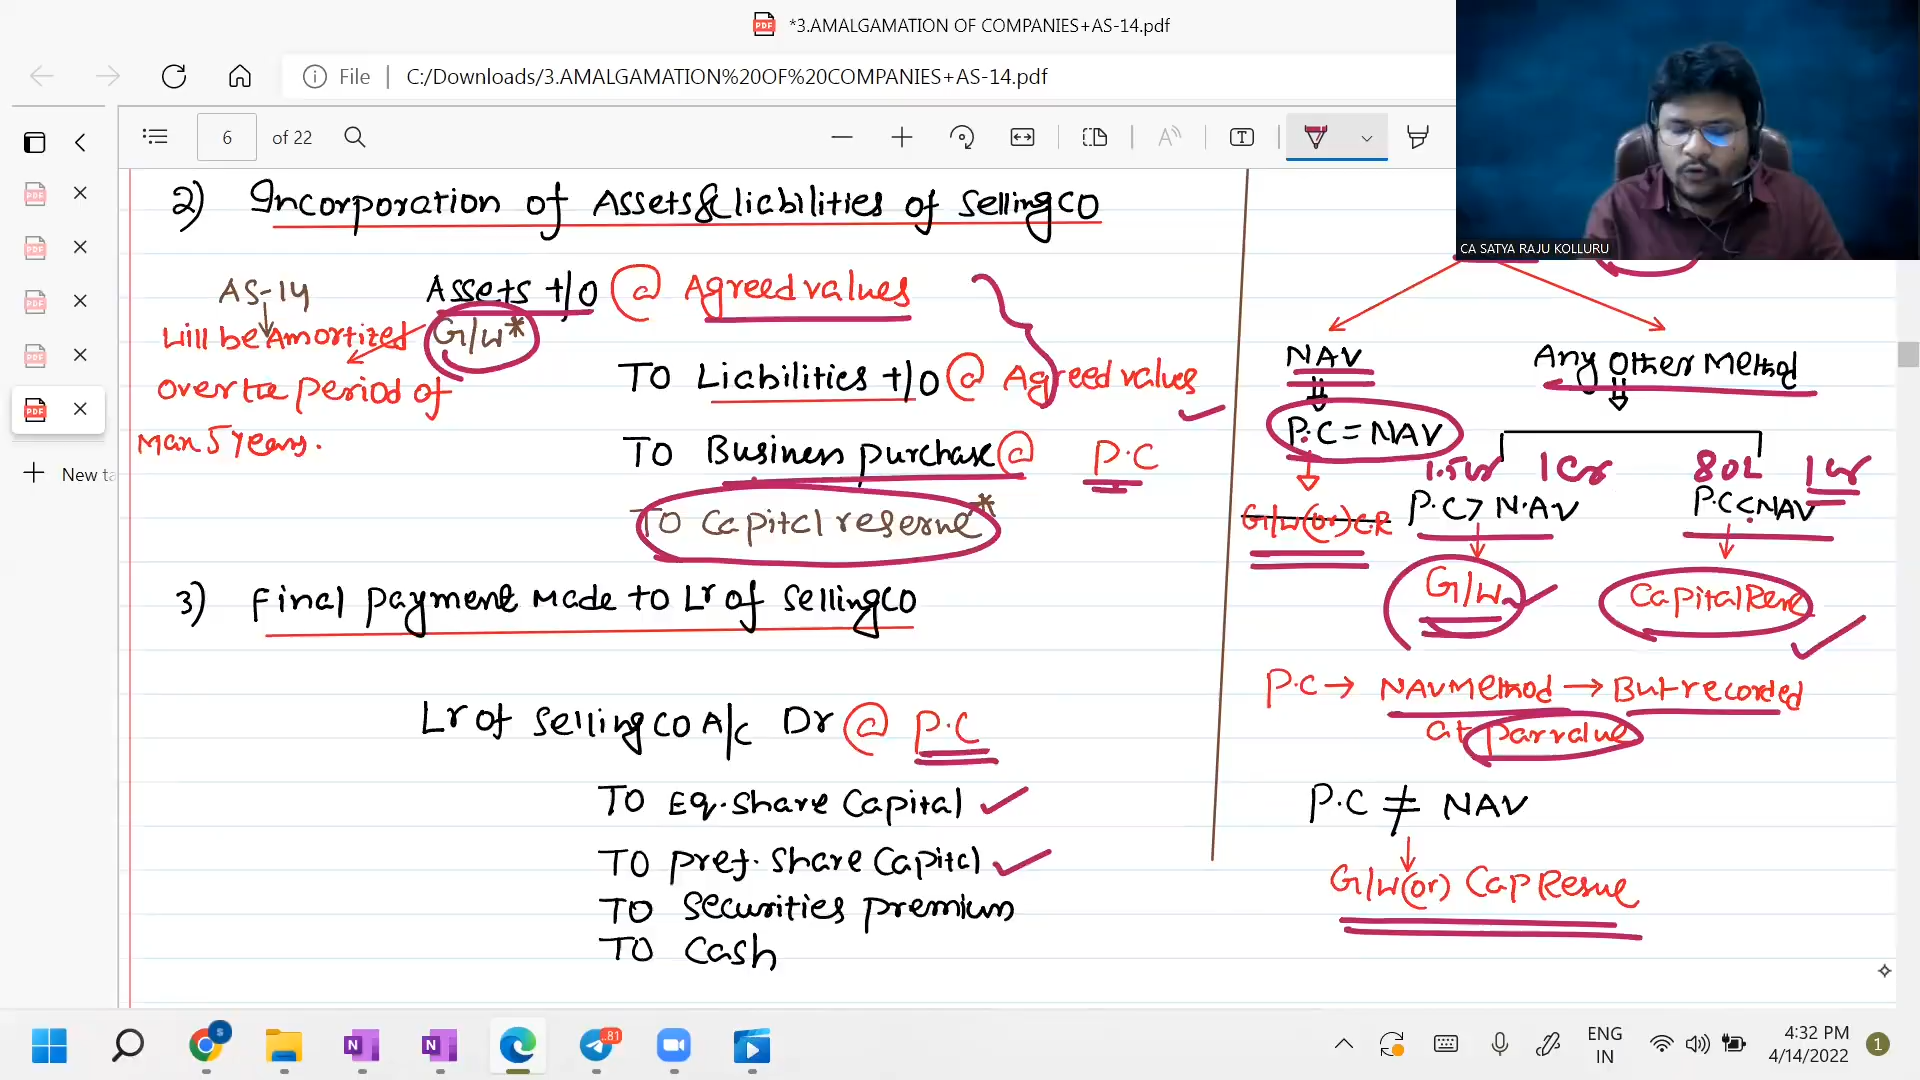 *3.AMALGAMATION OF COMPANIES+AS-14.pdf
File
C:/Downloads/3.AMALGAMATION%20OF%20COMPANIES+AS-14.pdf
6 of 22
CA SATYA RAJU KOLLURU
New ta
2) Incorporation of Assets&liabilities of selling co
AS-14
Will be Amortized
over the period of
Max 5 years.
Assets t/o @ Agreed values
G/W*
TO Liabilities t/o @ Agreed values
TO Business purchase @ P.C
TO Capital reserve*
3) Final payment Made to Lr of selling co
Lr of selling co A/c Dr @ P.C
TO Eq. share Capital
TO pref. share Capital
TO securities premium
TO cash
NAV
Any other Method
P.C = NAV
1.5cr 1cr
80L 1cr
G/W(or)CR
P.C > N.AV
P.C < NAV
G/W
Capital Reserve
P.C → NAV Method → But recorded
at par value
P.C ≠ NAV
G/W(or) Cap Reserve
81
ENG
IN
4:32 PM
4/14/2022
1